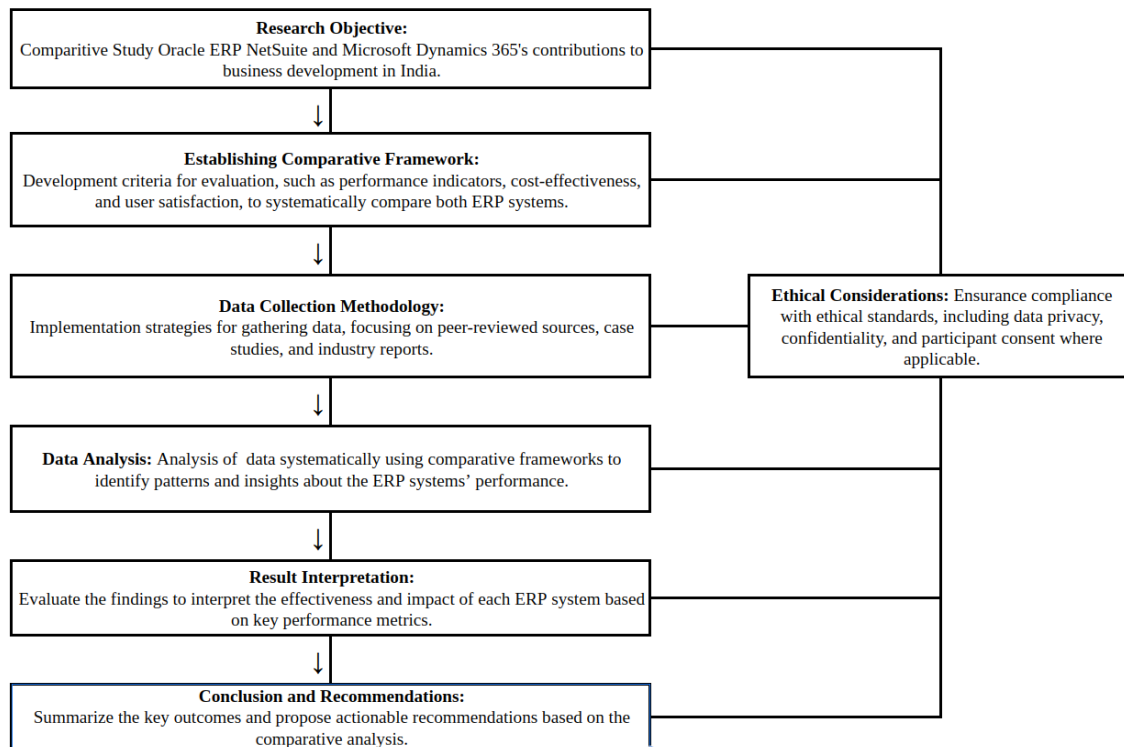 Research Objective:
Comparitive Study Oracle ERP NetSuite and Microsoft Dynamics 365's contributions to
business development in India.
↓
Establishing Comparative Framework:
Development criteria for evaluation, such as performance indicators, cost-effectiveness,
and user satisfaction, to systematically compare both ERP systems.
↓
Data Collection Methodology:
Implementation strategies for gathering data, focusing on peer-reviewed sources, case
studies, and industry reports.
Ethical Considerations: Ensurance compliance
with ethical standards, including data privacy,
confidentiality, and participant consent where
applicable.
↓
Data Analysis: Analysis of  data systematically using comparative frameworks to
identify patterns and insights about the ERP systems’ performance.
↓
Result Interpretation:
Evaluate the findings to interpret the effectiveness and impact of each ERP system based
on key performance metrics.
↓
Conclusion and Recommendations:
Summarize the key outcomes and propose actionable recommendations based on the
comparative analysis.